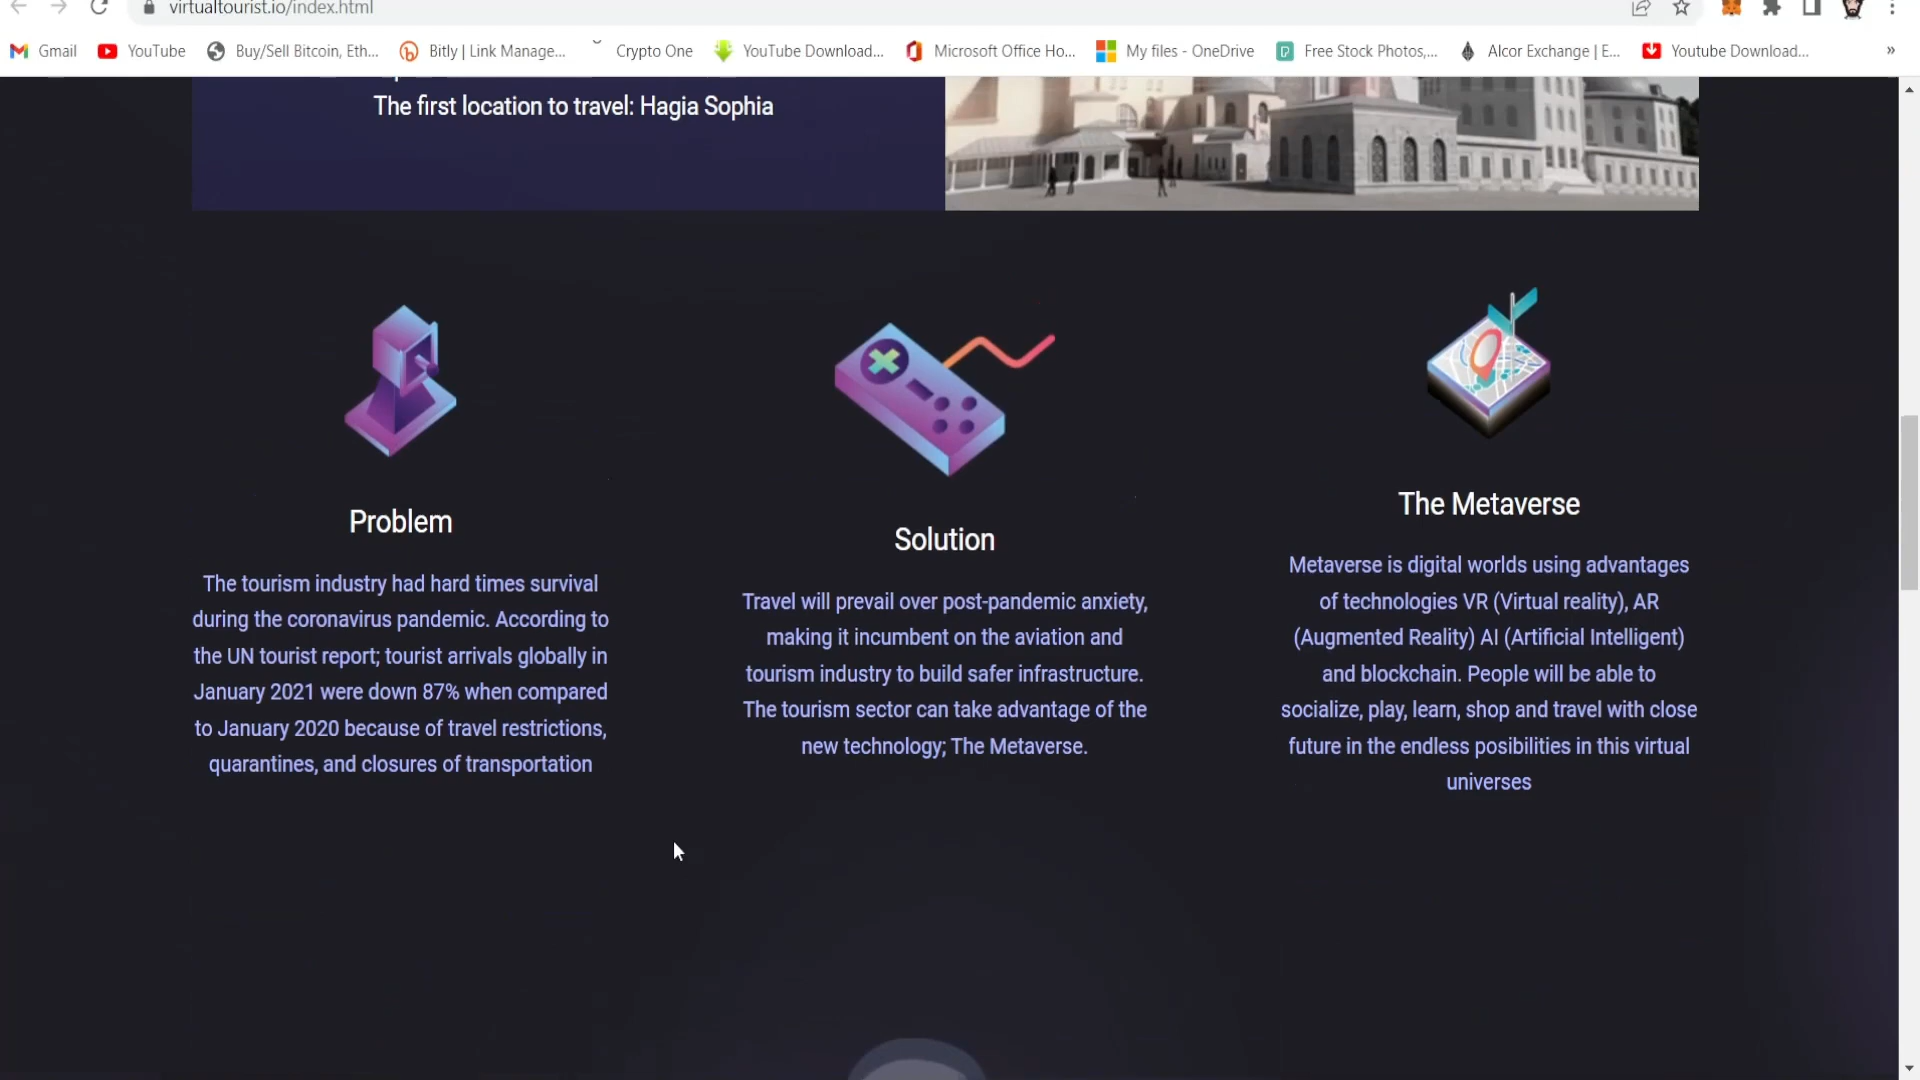 virtualtourist.io/index.html
Gmail YouTube Buy/Sell Bitcoin, Eth... Bitly | Link Manage... Crypto One YouTube Download... Microsoft Office Ho... My files - OneDrive Free Stock Photos,... Alcor Exchange | E... Youtube Download... »
The first location to travel: Hagia Sophia
Problem
The tourism industry had hard times survival
during the coronavirus pandemic. According to
the UN tourist report; tourist arrivals globally in
January 2021 were down 87% when compared
to January 2020 because of travel restrictions,
quarantines, and closures of transportation
Solution
Travel will prevail over post-pandemic anxiety,
making it incumbent on the aviation and
tourism industry to build safer infrastructure.
The tourism sector can take advantage of the
new technology; The Metaverse.
The Metaverse
Metaverse is digital worlds using advantages
of technologies VR (Virtual reality), AR
(Augmented Reality) AI (Artificial Intelligent)
and blockchain. People will be able to
socialize, play, learn, shop and travel with close
future in the endless posibilities in this virtual
universes